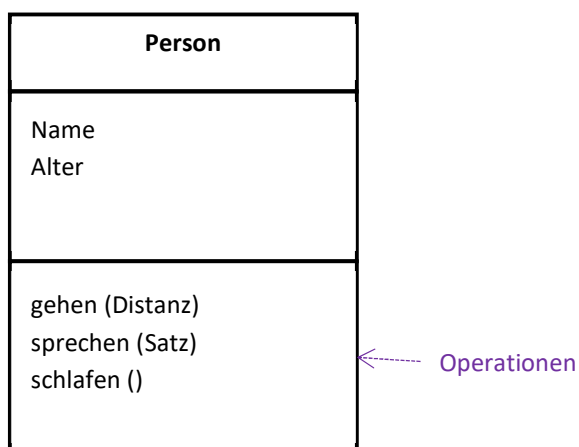 Person
Name
Alter
gehen (Distanz)
sprechen (Satz)
schlafen ()
Operationen